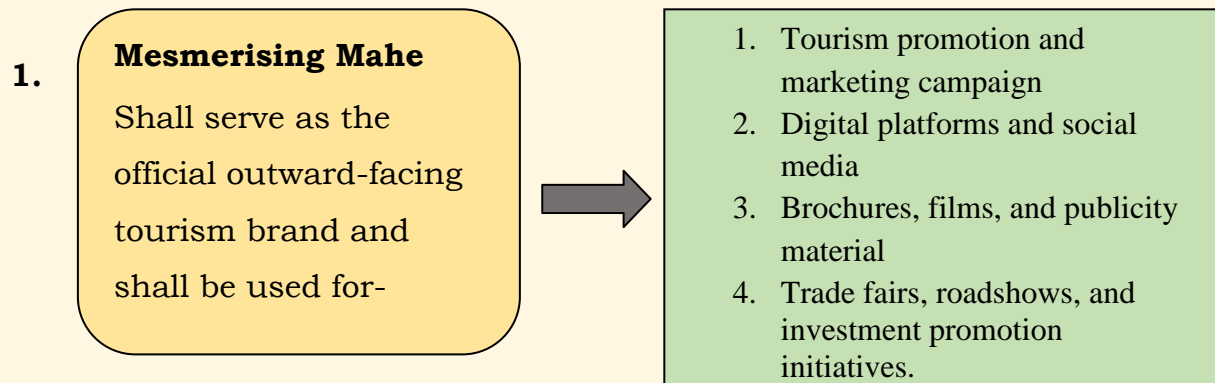 1.
Mesmerising Mahe
Shall serve as the
official outward-facing
tourism brand and
shall be used for-
1. Tourism promotion and
marketing campaign
2. Digital platforms and social
media
3. Brochures, films, and publicity
material
4. Trade fairs, roadshows, and
investment promotion
initiatives.